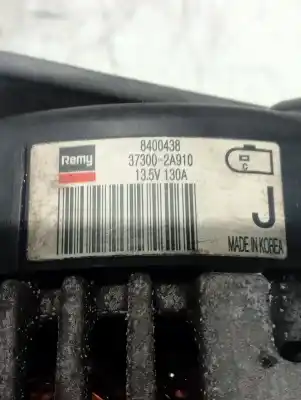 Remy
8400438
37300-2A910
13.5V 130A
C
J
MADE IN KOREA